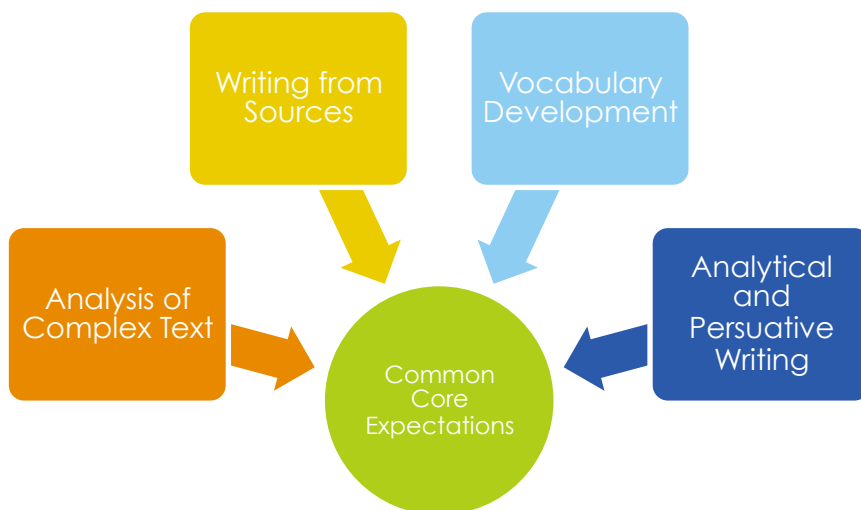 Writing from
Sources
Vocabulary
Development
Analysis of
Complex Text
Analytical
and
Persuative
Writing
Common
Core
Expectations